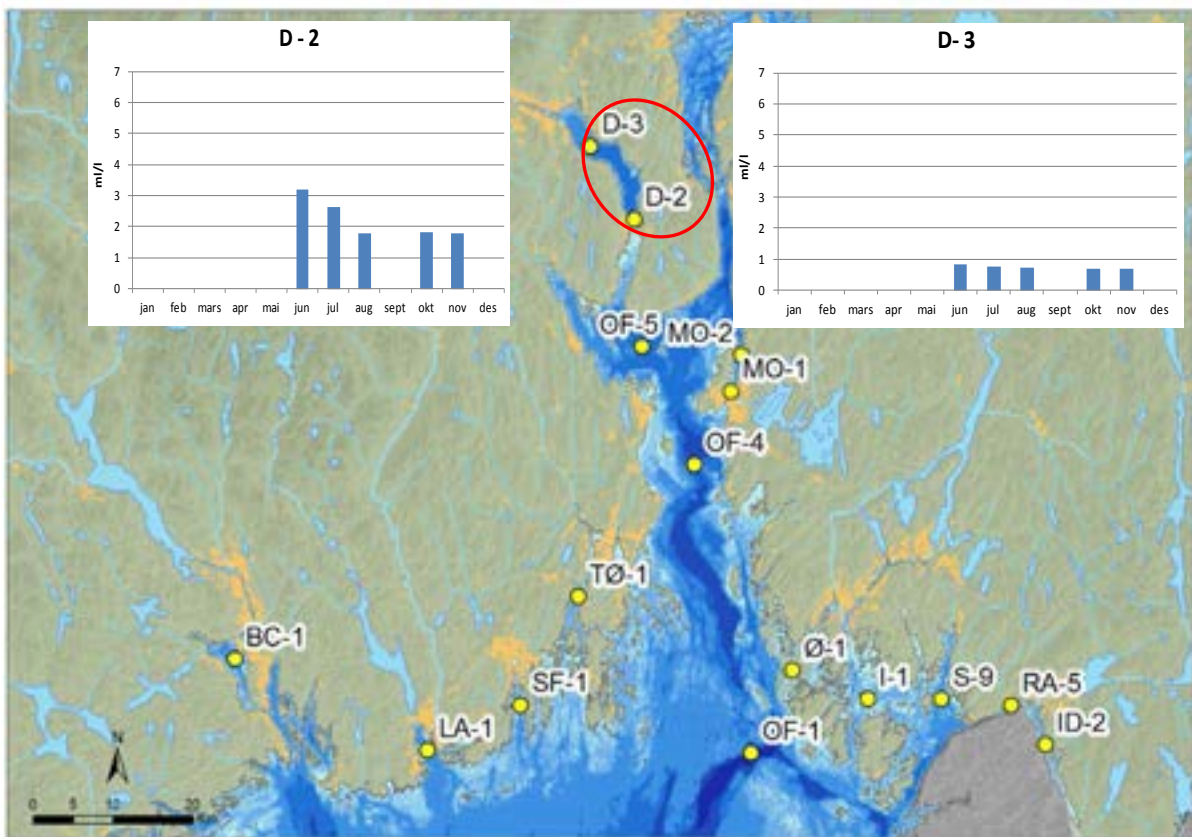 D - 2
7
6
5
4
3
2
1
0
ml/l
jan feb mars apr mai jun jul aug sept okt nov des
D- 3
7
6
5
4
3
2
1
0
ml/l
jan feb mars apr mai jun jul aug sept okt nov des
D-3
D-2
OF-5
MO-2
MO-1
OF-4
TØ-1
BC-1
Ø-1
I-1
S-9
RA-5
SF-1
LA-1
OF-1
ID-2
N
0 5 10 20